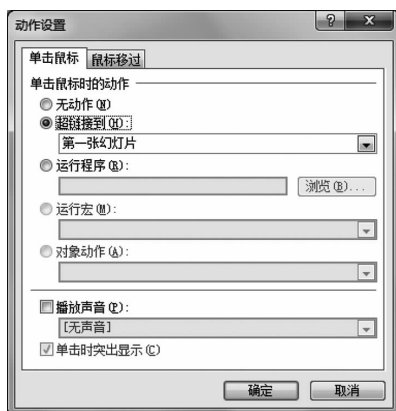 动作设置
单击鼠标 鼠标移过
单击鼠标时的动作
无动作(N)
超链接到(H):
第一张幻灯片
运行程序(R):
浏览(B)...
运行宏(M):
对象动作(A):
播放声音(P):
[无声音]
单击时突出显示(C)
确定 取消